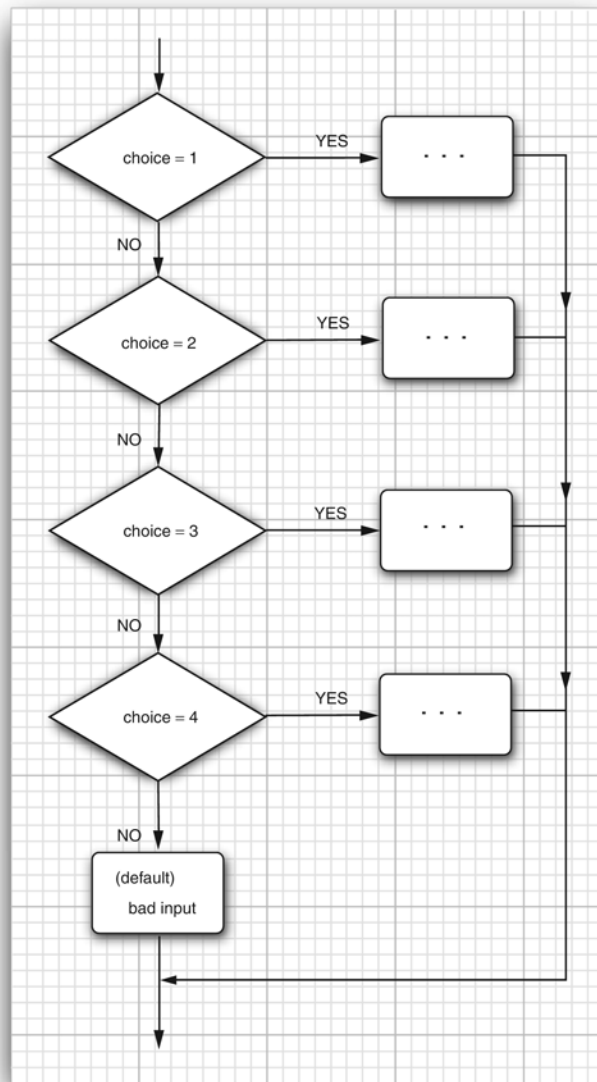 choice = 1
YES
. . .
NO
choice = 2
YES
. . .
NO
choice = 3
YES
. . .
NO
choice = 4
YES
. . .
NO
(default)
bad input